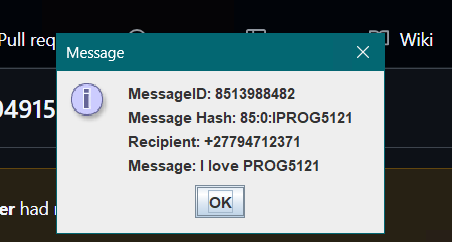 Pull req
Wiki
04915
Message
MessageID: 8513988482
Message Hash: 85:0:IPROG5121
Recipient: +27794712371
Message: I love PROG5121
OK
er had